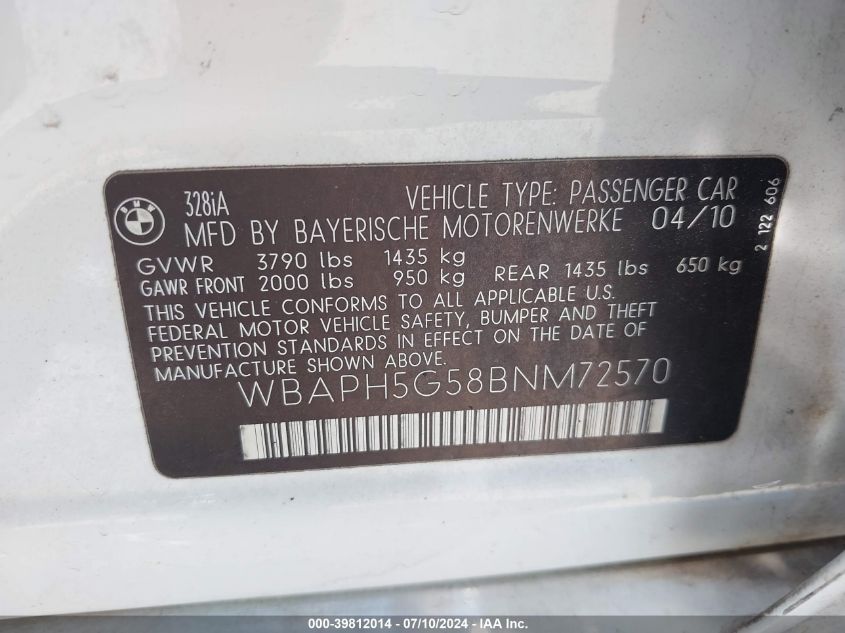 BMW
328iA
VEHICLE TYPE: PASSENGER CAR
MFD BY BAYERISCHE MOTORENWERKE 04/10
GVWR 3790 lbs 1435 kg
GAWR FRONT 2000 lbs 950 kg REAR 1435 lbs 650 kg
THIS VEHICLE CONFORMS TO ALL APPLICABLE U.S.
FEDERAL MOTOR VEHICLE SAFETY, BUMPER AND THEFT
PREVENTION STANDARDS IN EFFECT ON THE DATE OF
MANUFACTURE SHOWN ABOVE.
WBAPH5G58BNM72570
2 122 606
000-39812014 - 07/10/2024 - IAA Inc.